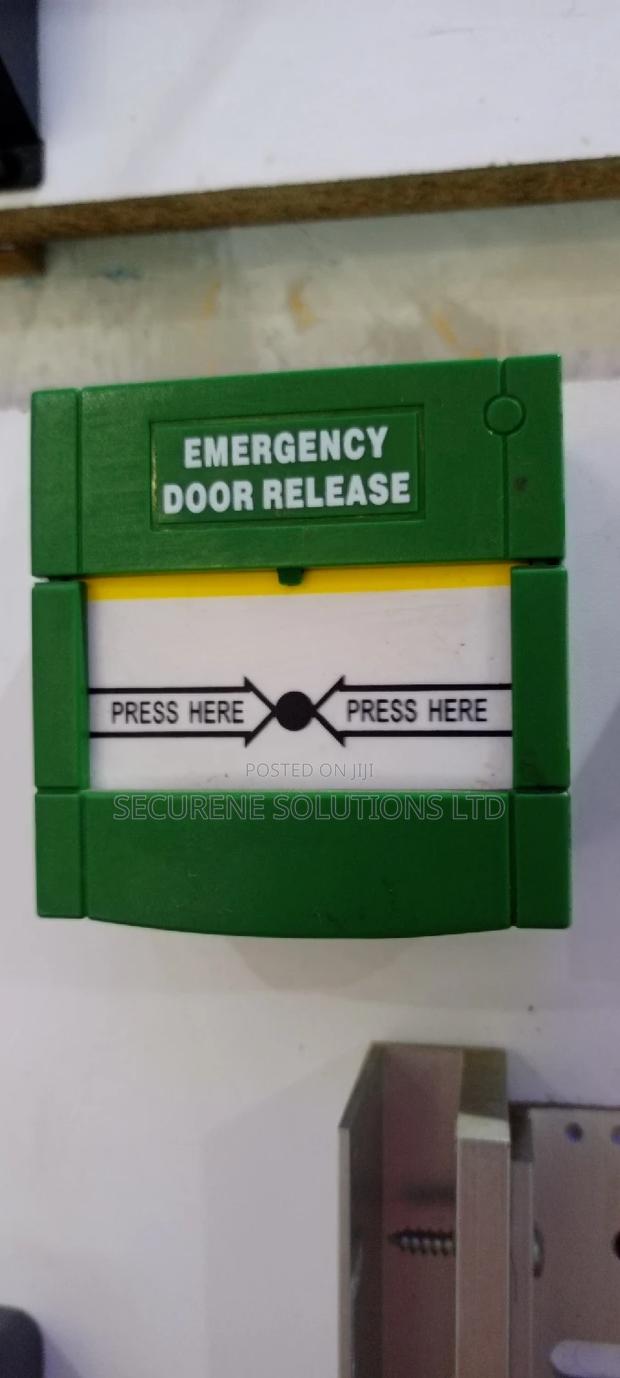 EMERGENCY
DOOR RELEASE
PRESS HERE PRESS HERE
POSTED ON JIJI
SECURENE SOLUTIONS LTD